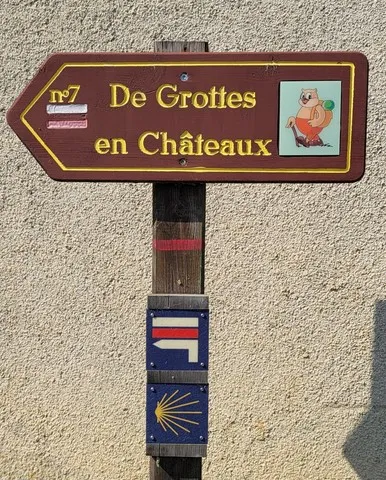 n°7
De Grottes
en Châteaux